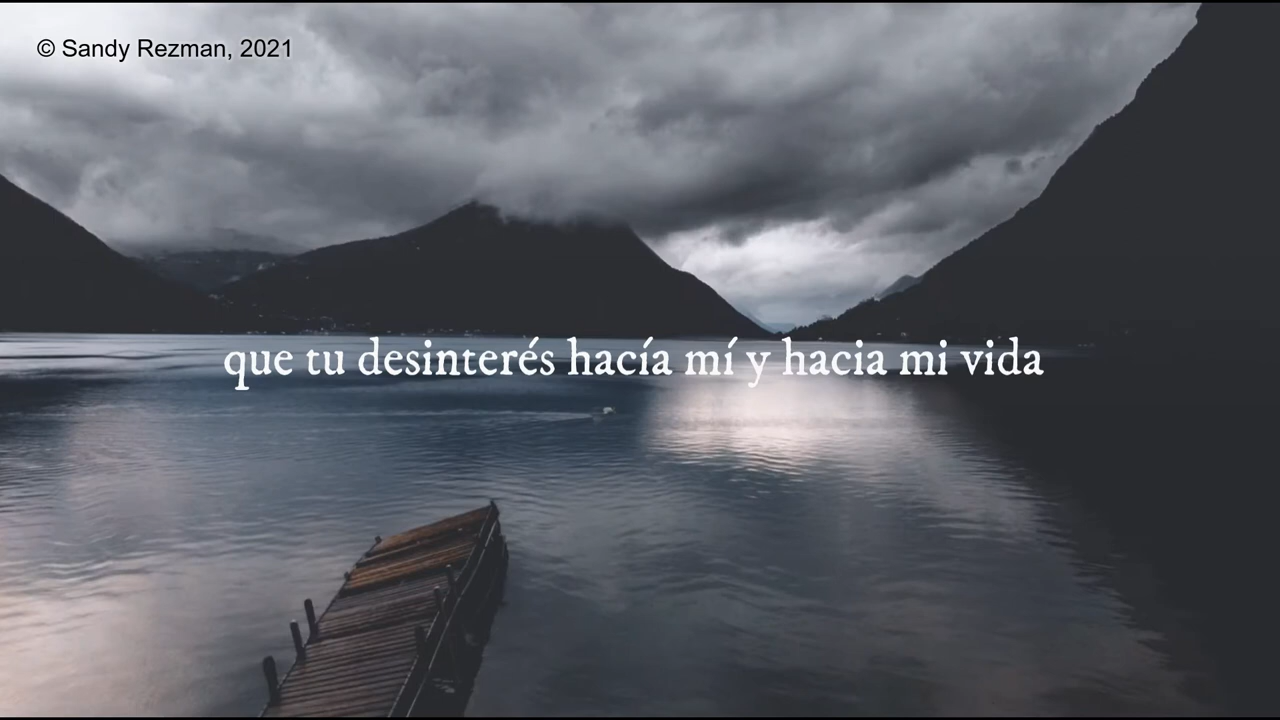 © Sandy Rezman, 2021
que tu desinterés hacía mí y hacia mi vida